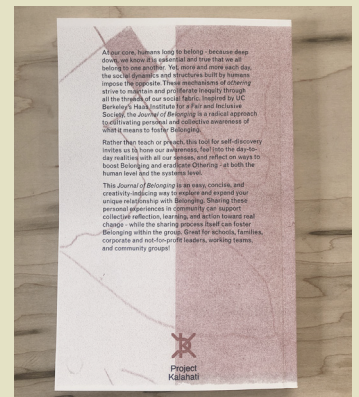 At our core, humans long to belong - because deep
down, we know it is essential and true that we all
belong to one another. Yet, more and more each day,
the social dynamics and structures built by humans
impose the opposite. These mechanisms of othering
strive to maintain and proliferate inequity through
all the threads of our social fabric. Inspired by UC
Berkeley's Haas Institute for a Fair and Inclusive
Society, the Journal of Belonging is a radical approach
to cultivating personal and collective awareness of
what it means to foster Belonging.
Rather than teach or preach, this tool for self-discovery
invites us to hone our awareness, feel into the day-to-
day realities with all our senses, and reflect on ways to
boost Belonging and eradicate Othering - at both the
human level and the systems level.
This Journal of Belonging is an easy, concise, and
creativity-inducing way to explore and expand your
unique relationship with Belonging. Sharing these
personal experiences in community can support
collective reflection, learning, and action toward real
change - while the sharing process itself can foster
Belonging within the group. Great for schools, families,
corporate and not-for-profit leaders, working teams,
and community groups!
Project
Kalahati